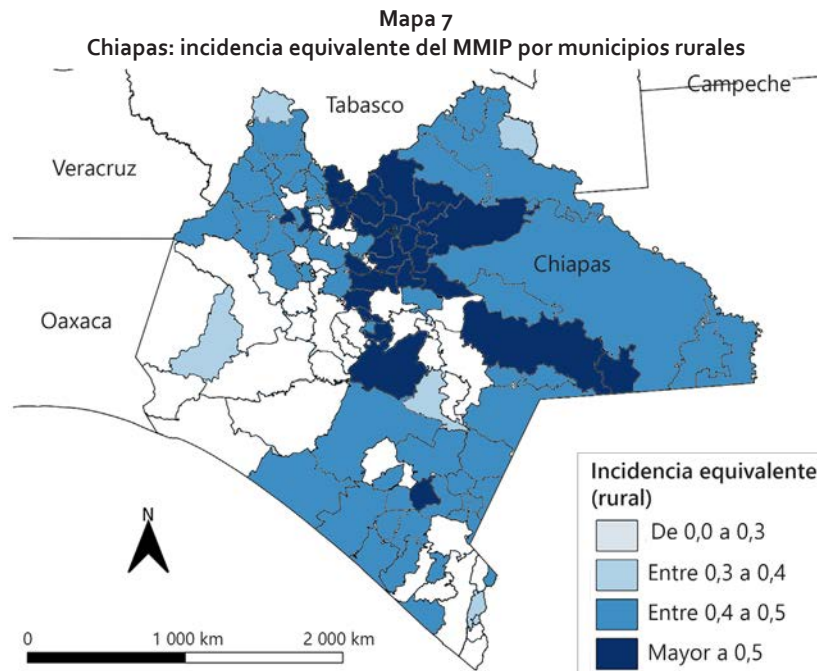 Mapa 7
Chiapas: incidencia equivalente del MMIP por municipios rurales
Tabasco
Campeche
Veracruz
Chiapas
Oaxaca
N
0 1 000 km 2 000 km
Incidencia equivalente
(rural)
De 0,0 a 0,3
Entre 0,3 a 0,4
Entre 0,4 a 0,5
Mayor a 0,5